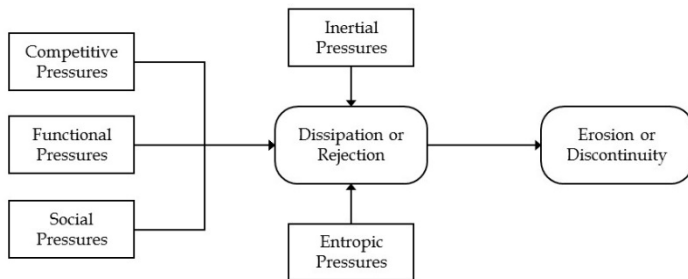 Competitive
Pressures
Functional
Pressures
Social
Pressures
Inertial
Pressures
Dissipation or
Rejection
Entropic
Pressures
Erosion or
Discontinuity